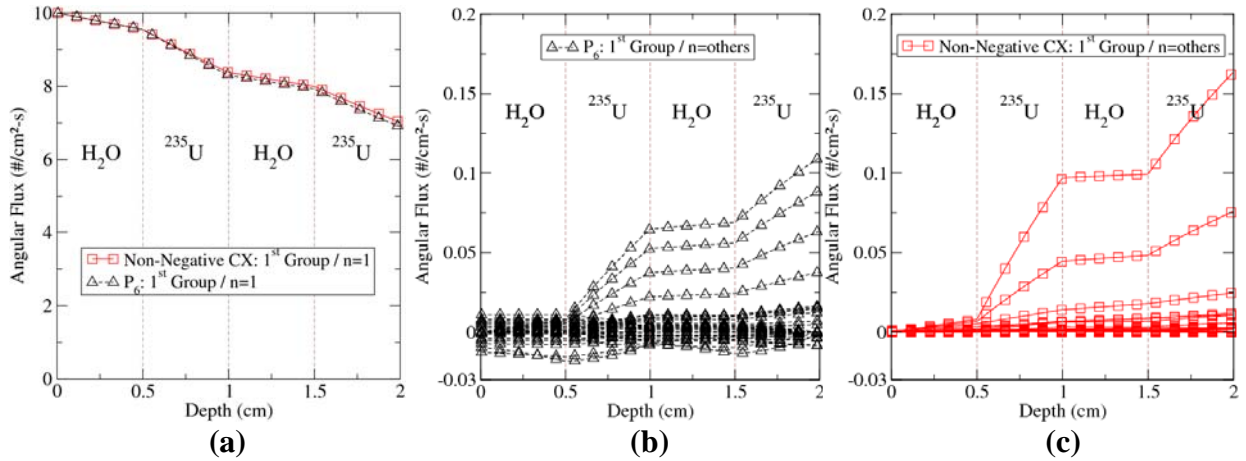 10
8
6
4
2
0
Angular Flux (#/cm²-s)
H₂O
²³⁵U
H₂O
²³⁵U
Non-Negative CX: 1ˢᵗ Group / n=1
P₆: 1ˢᵗ Group / n=1
0 0.5 1 1.5 2
Depth (cm)
(a)
0.2
0.15
0.1
0.05
0
-0.03
Angular Flux (#/cm²-s)
P₆: 1ˢᵗ Group / n=others
H₂O ²³⁵U H₂O ²³⁵U
0 0.5 1 1.5 2
Depth (cm)
(b)
0.2
0.15
0.1
0.05
0
-0.03
Angular Flux (#/cm²-s)
Non-Negative CX: 1ˢᵗ Group / n=others
H₂O ²³⁵U H₂O ²³⁵U
0 0.5 1 1.5 2
Depth (cm)
(c)